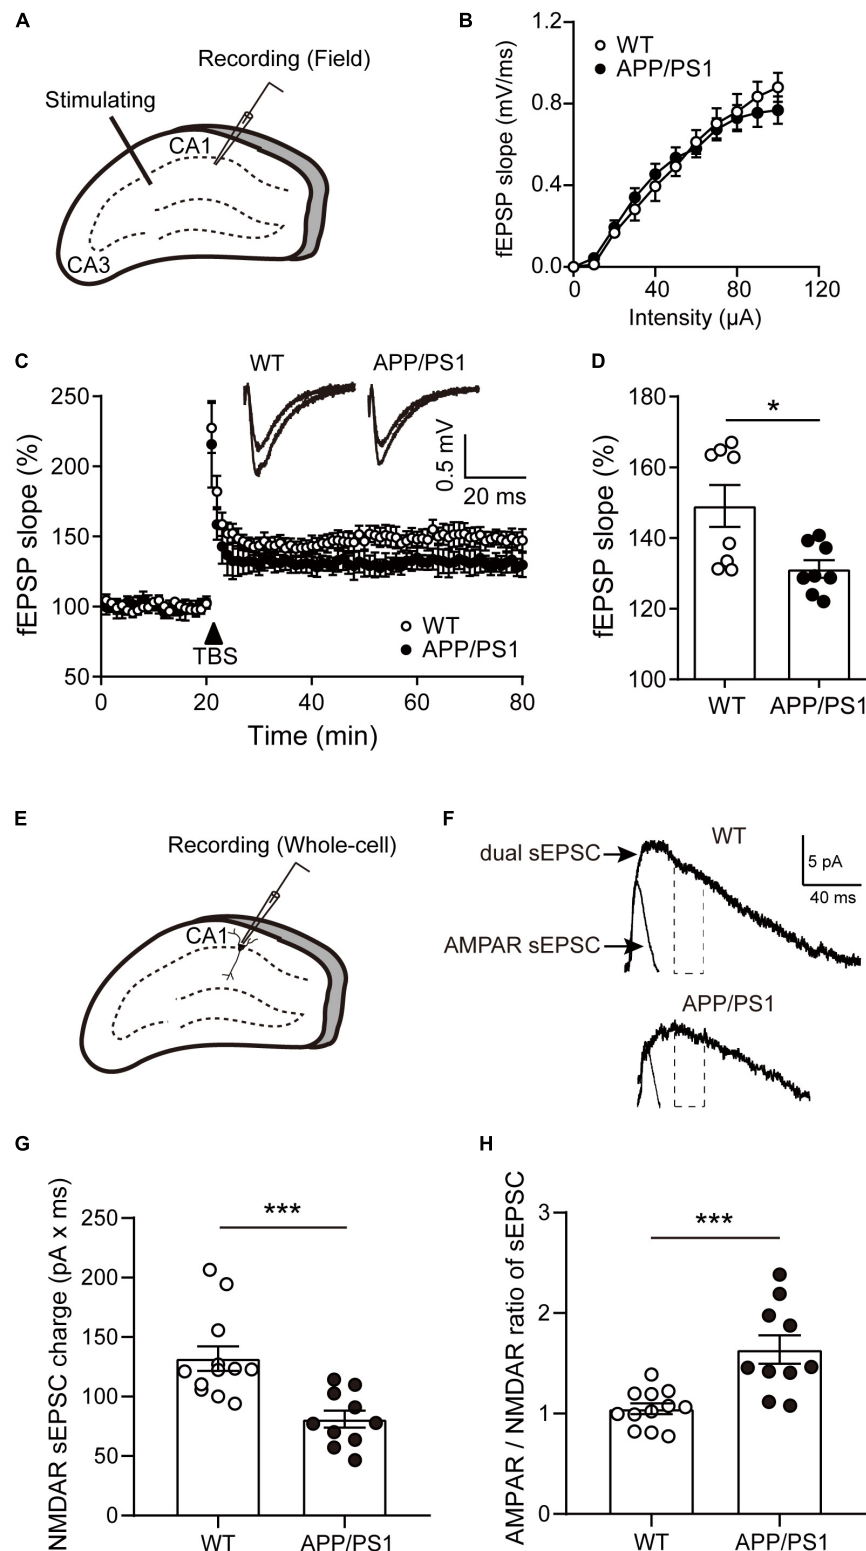 A
Recording (Field)
Stimulating
CA1
CA3
B
fEPSP slope (mV/ms)
1.2
0.8
0.4
0.0
WT
APP/PS1
0 40 80 120
Intensity (μA)
C
fEPSP slope (%)
250
200
150
100
50
WT APP/PS1
0.5 mV
20 ms
WT
APP/PS1
TBS
0 20 40 60 80
Time (min)
D
fEPSP slope (%)
180
160
140
120
100
*
WT APP/PS1
E
Recording (Whole-cell)
CA1
F
WT
dual sEPSC
AMPAR sEPSC
5 pA
40 ms
APP/PS1
G
NMDAR sEPSC charge (pA x ms)
250
200
150
100
50
0
***
WT APP/PS1
H
AMPAR / NMDAR ratio of sEPSC
3
2
1
0
***
WT APP/PS1